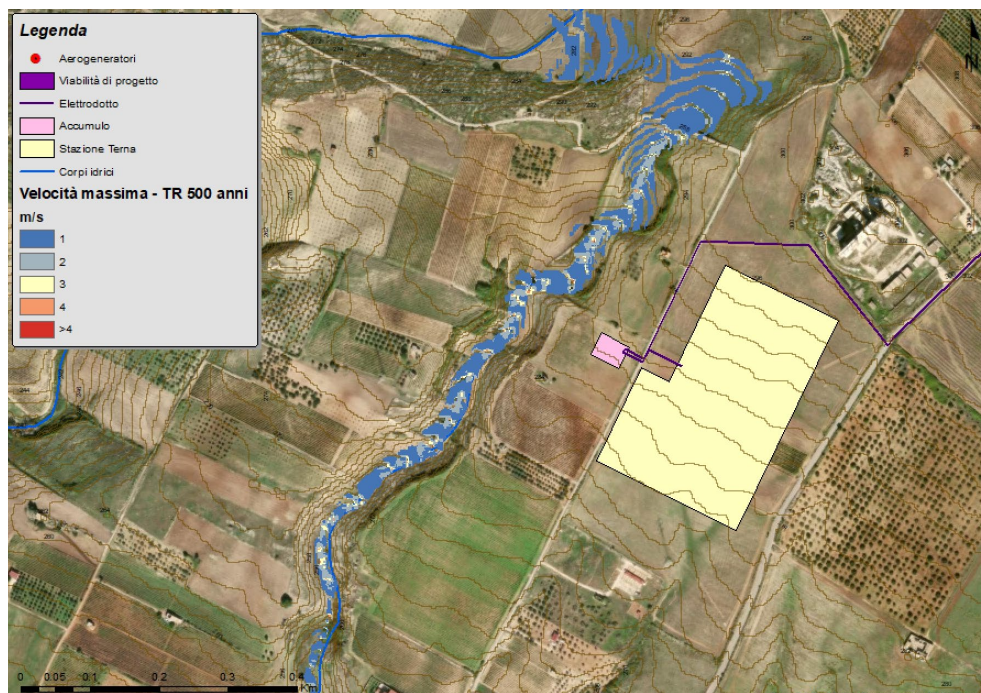 Legenda
Aerogeneratori
Viabilità di progetto
Elettrodotto
Accumulo
Stazione Terna
Corpi idrici
Velocità massima - TR 500 anni
m/s
1
2
3
4
>4
N
0 0.05 0.1 0.2 0.3 0.4
Km